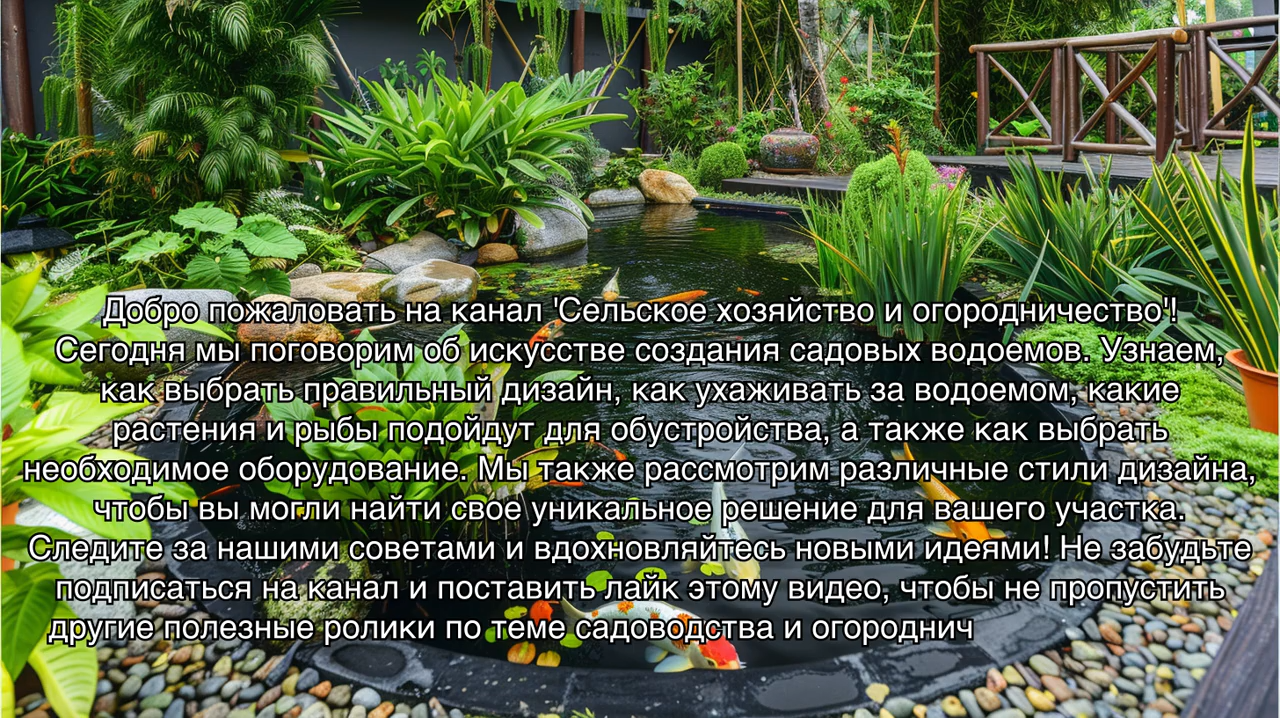 Добро пожаловать на канал 'Сельское хозяйство и огородничество'!
Сегодня мы поговорим об искусстве создания садовых водоемов. Узнаем,
как выбрать правильный дизайн, как ухаживать за водоемом, какие
растения и рыбы подойдут для обустройства, а также как выбрать
необходимое оборудование. Мы также рассмотрим различные стили дизайна,
чтобы вы могли найти свое уникальное решение для вашего участка.
Следите за нашими советами и вдохновляйтесь новыми идеями! Не забудьте
подписаться на канал и поставить лайк этому видео, чтобы не пропустить
другие полезные ролики по теме садоводства и огороднич